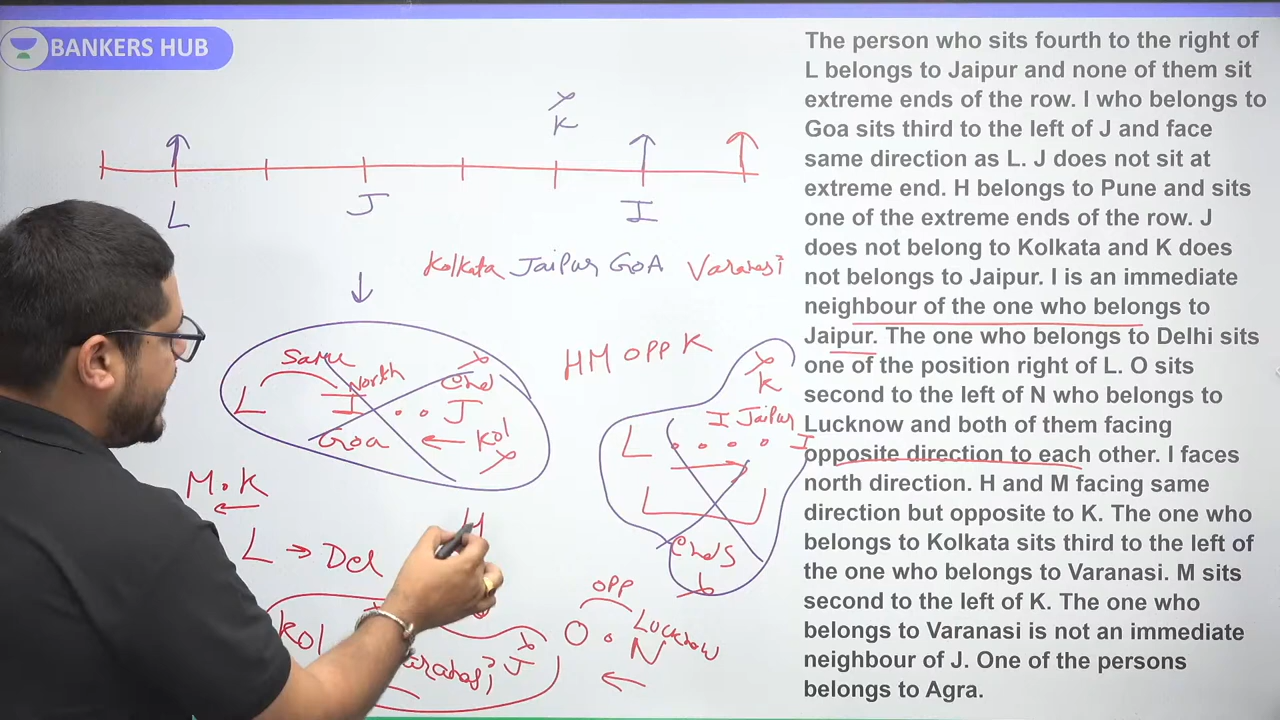 BANKERS HUB
The person who sits fourth to the right of
L belongs to Jaipur and none of them sit
extreme ends of the row. I who belongs to
Goa sits third to the left of J and face
same direction as L. J does not sit at
extreme end. H belongs to Pune and sits
one of the extreme ends of the row. J
does not belong to Kolkata and K does
not belongs to Jaipur. I is an immediate
neighbour of the one who belongs to
Jaipur. The one who belongs to Delhi sits
one of the position right of L. O sits
second to the left of N who belongs to
Lucknow and both of them facing
opposite direction to each other. I faces
north direction. H and M facing same
direction but opposite to K. The one who
belongs to Kolkata sits third to the left of
the one who belongs to Varanasi. M sits
second to the left of K. The one who
belongs to Varanasi is not an immediate
neighbour of J. One of the persons
belongs to Agra.
K
L J I
Kolkata Jaipur GOA Varanasi
Same
North
End
L I . . J
Goa Kol
HM OPP K
K
I Jaipur
L . . . . I
Ends
M . K
L → Del
H
Kol
J
OPP
O . N
Lucknow